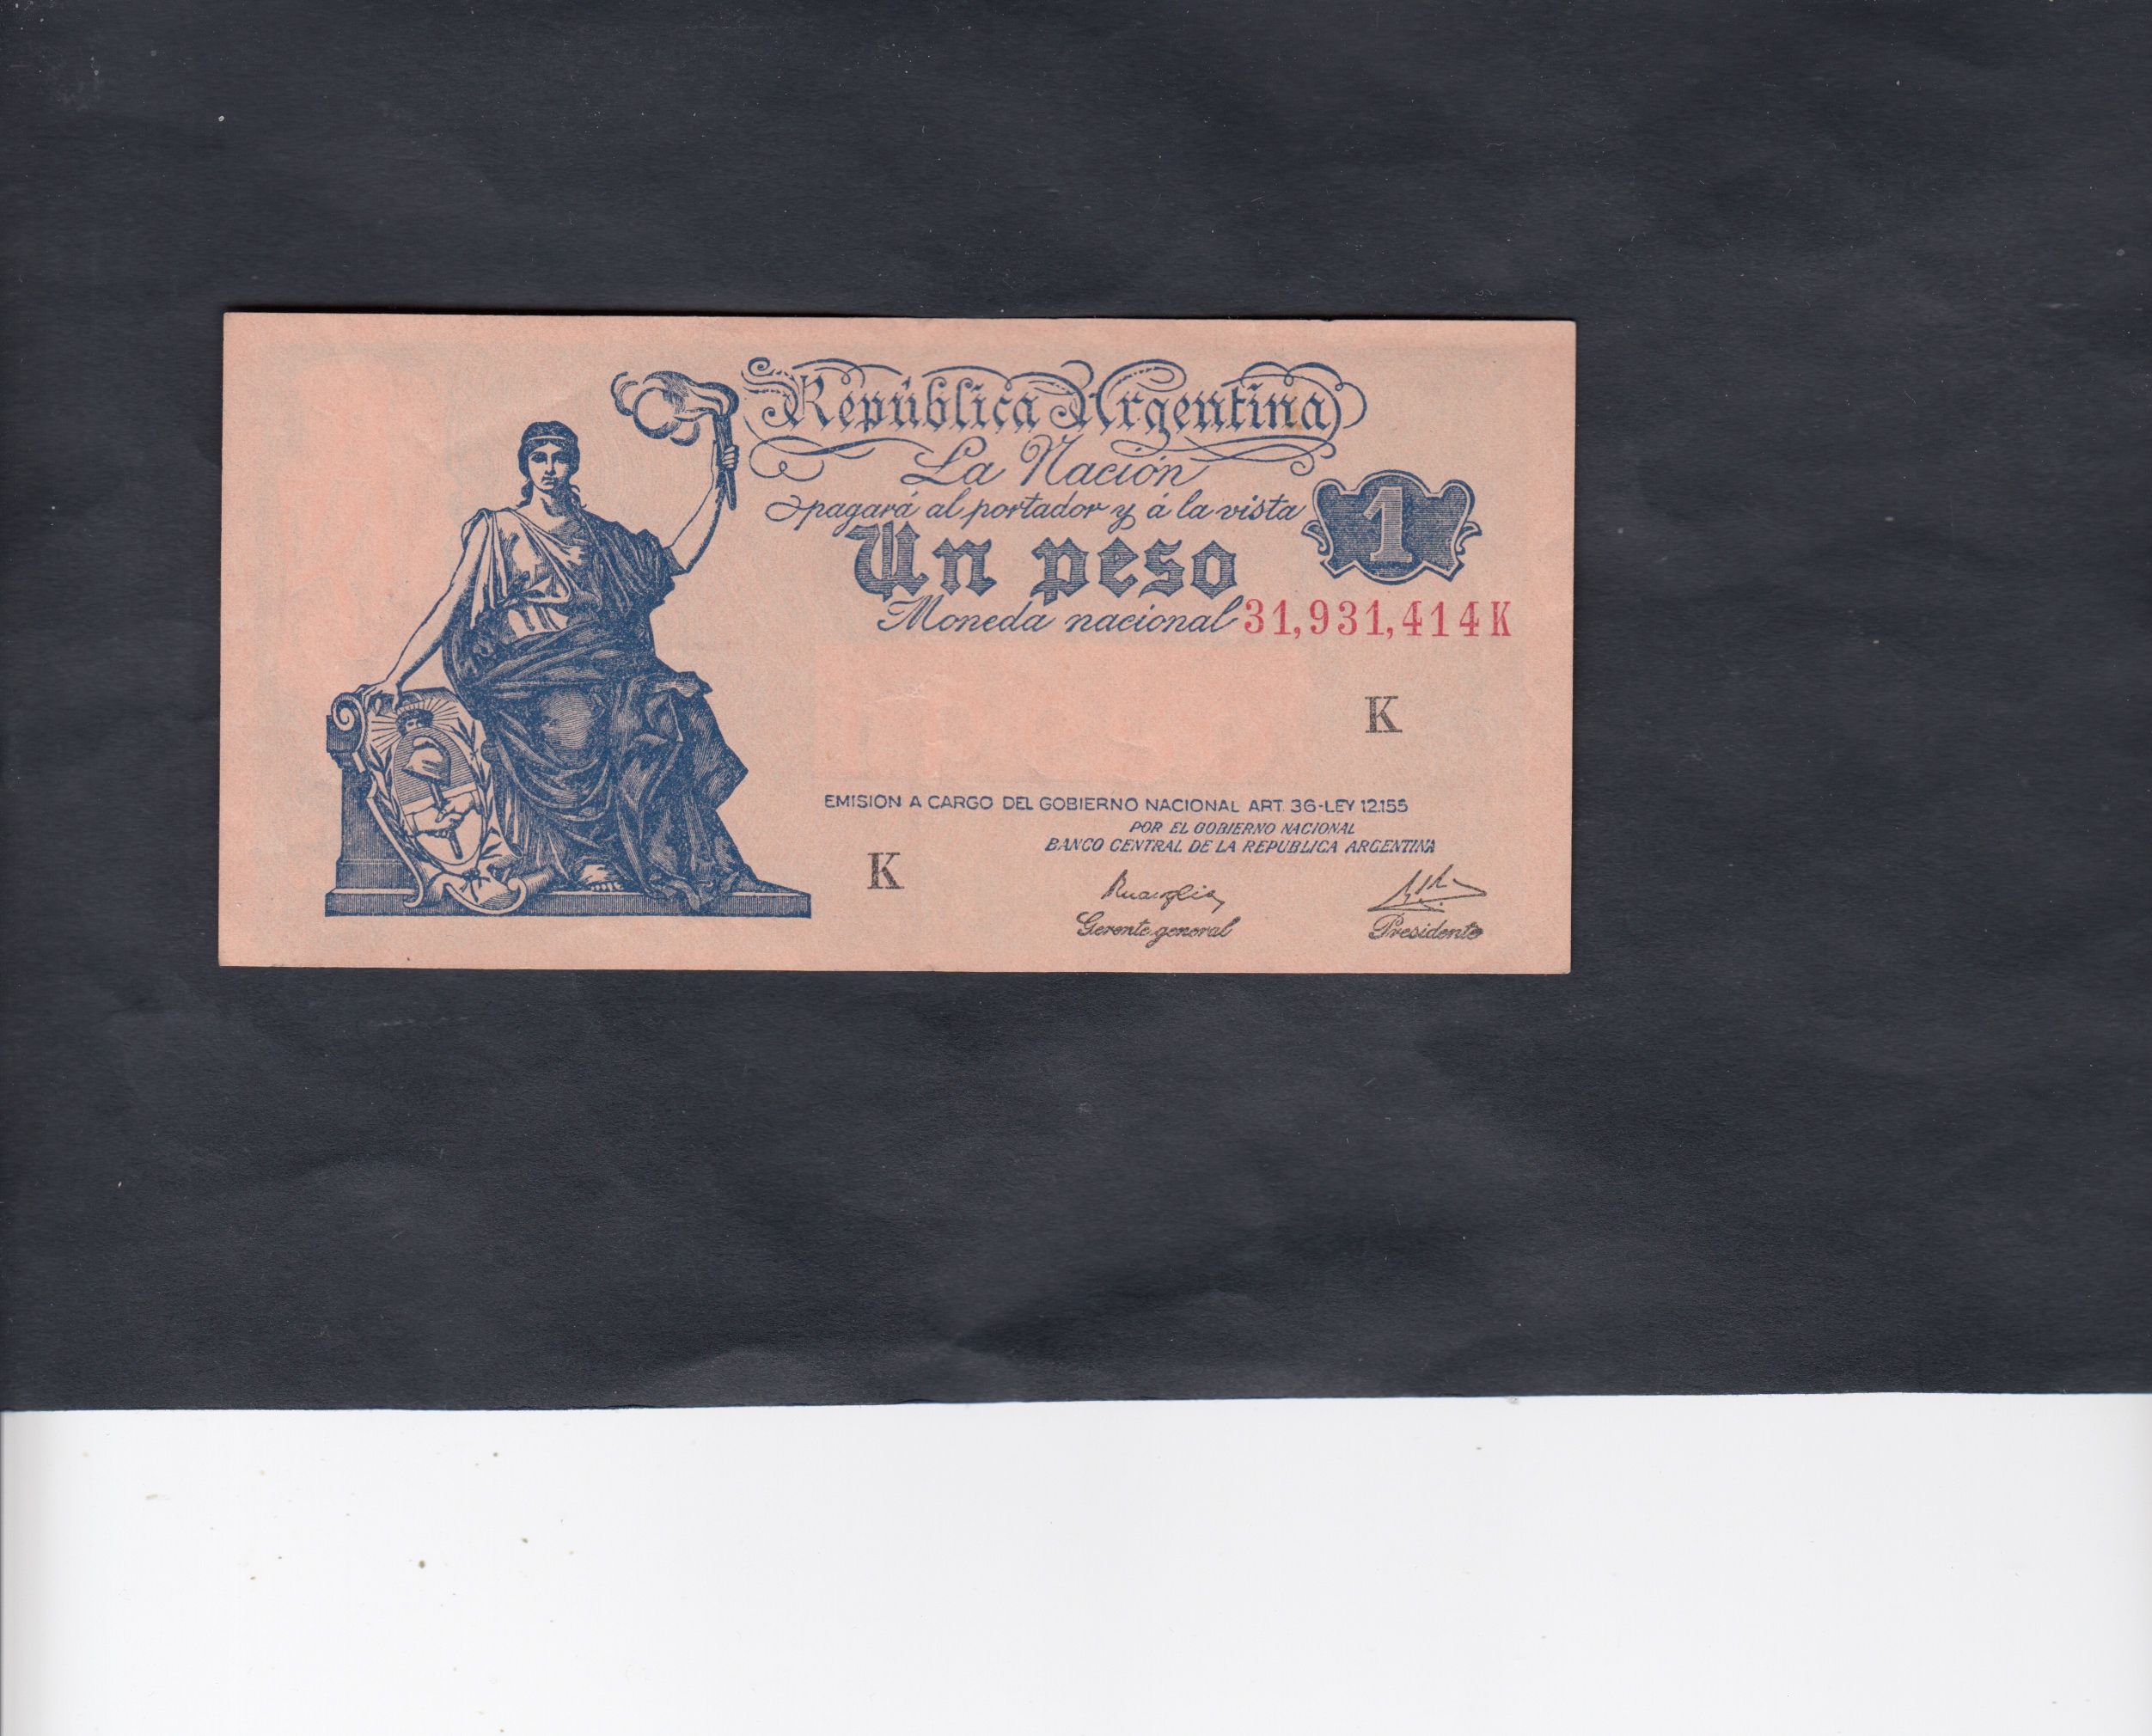 República Argentina
La Nación
pagará al portador y á la vista
1
Un peso
Moneda nacional 31,931,414K
K
EMISION A CARGO DEL GOBIERNO NACIONAL ART. 36-LEY 12.155
POR EL GOBIERNO NACIONAL
BANCO CENTRAL DE LA REPUBLICA ARGENTINA
K
Gerente general
Presidente